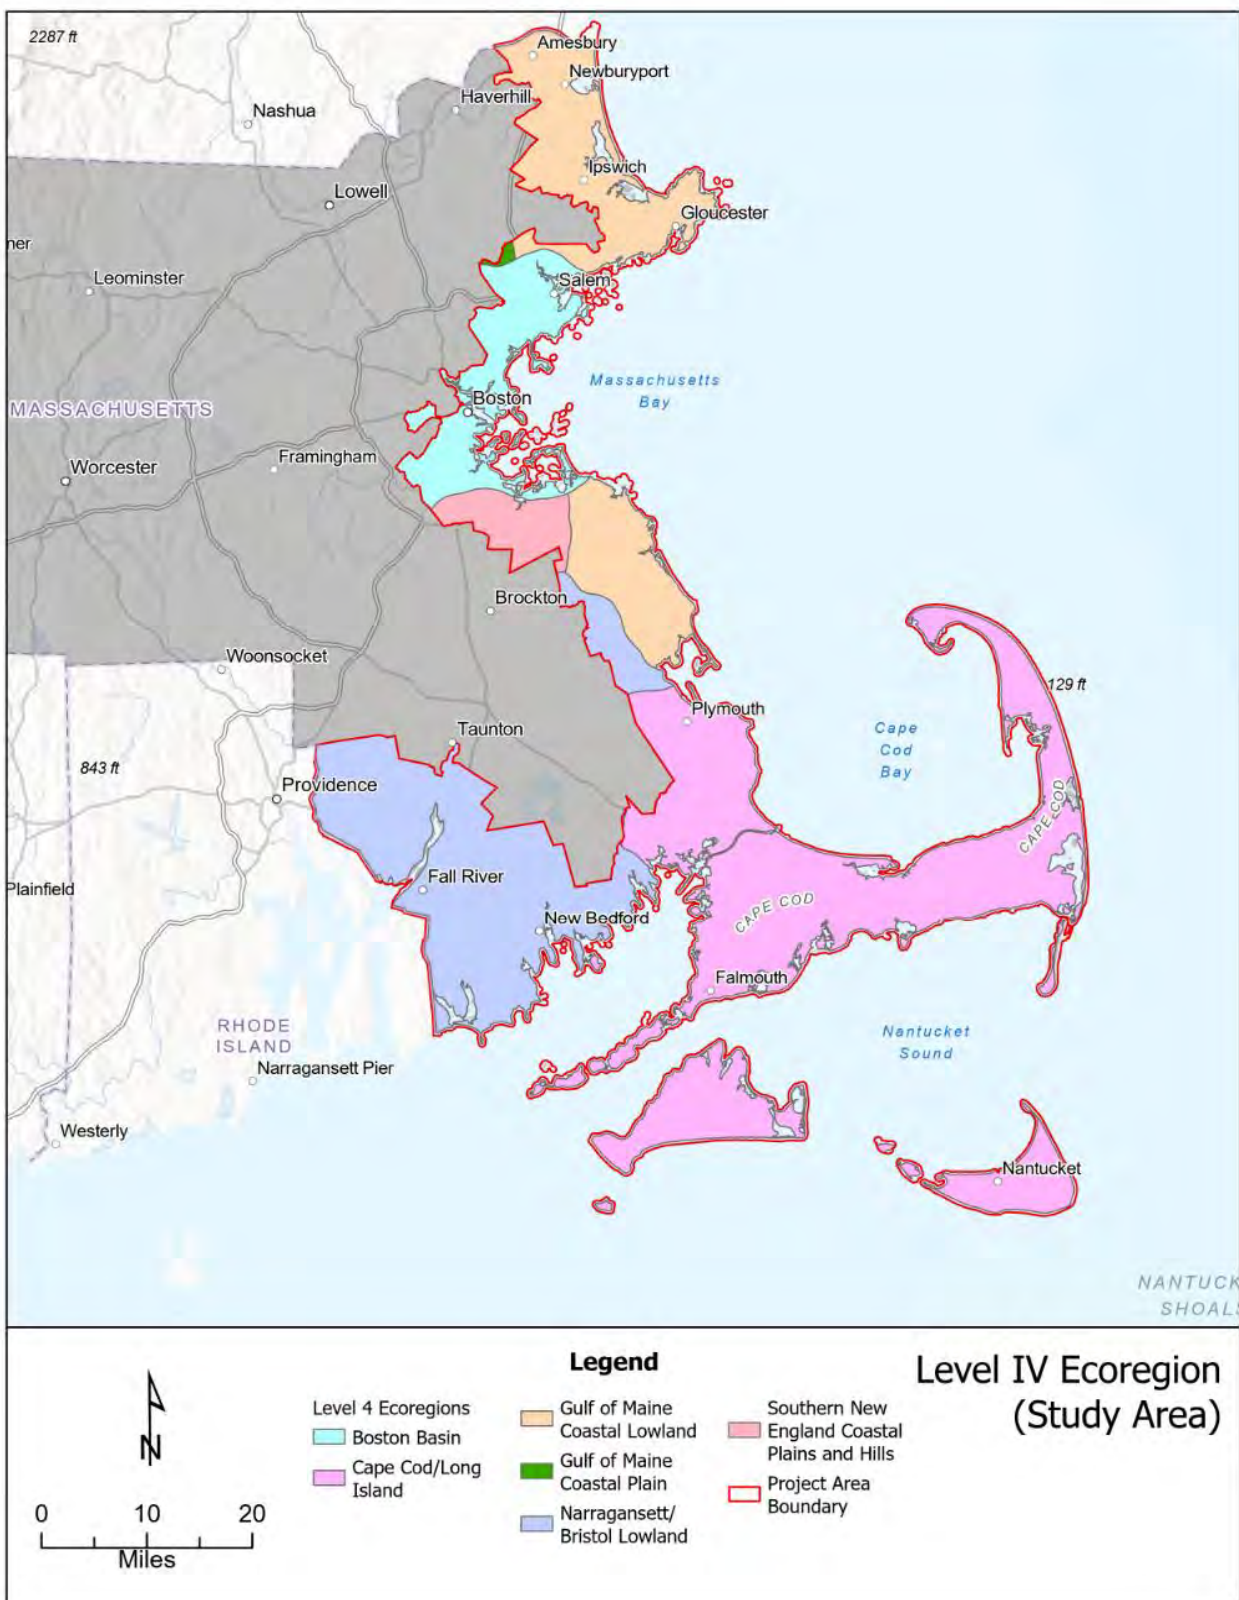 2287 ft
Amesbury
Newburyport
Haverhill
Nashua
Ipswich
Lowell
Gloucester
ner
Leominster
Salem
Massachusetts
Bay
Boston
MASSACHUSETTS
Framingham
Worcester
Brockton
Woonsocket
129 ft
Plymouth
Cape
Cod
Bay
Taunton
843 ft
Providence
CAPE COD
Plainfield
Fall River
CAPE COD
New Bedford
Falmouth
RHODE
ISLAND
Nantucket
Sound
Narragansett Pier
Westerly
Nantucket
NANTUCK
SHOALS
Legend
Level IV Ecoregion
(Study Area)
Level 4 Ecoregions
Boston Basin
Cape Cod/Long
Island
Gulf of Maine
Coastal Lowland
Gulf of Maine
Coastal Plain
Narragansett/
Bristol Lowland
Southern New
England Coastal
Plains and Hills
Project Area
Boundary
N
0 10 20
Miles